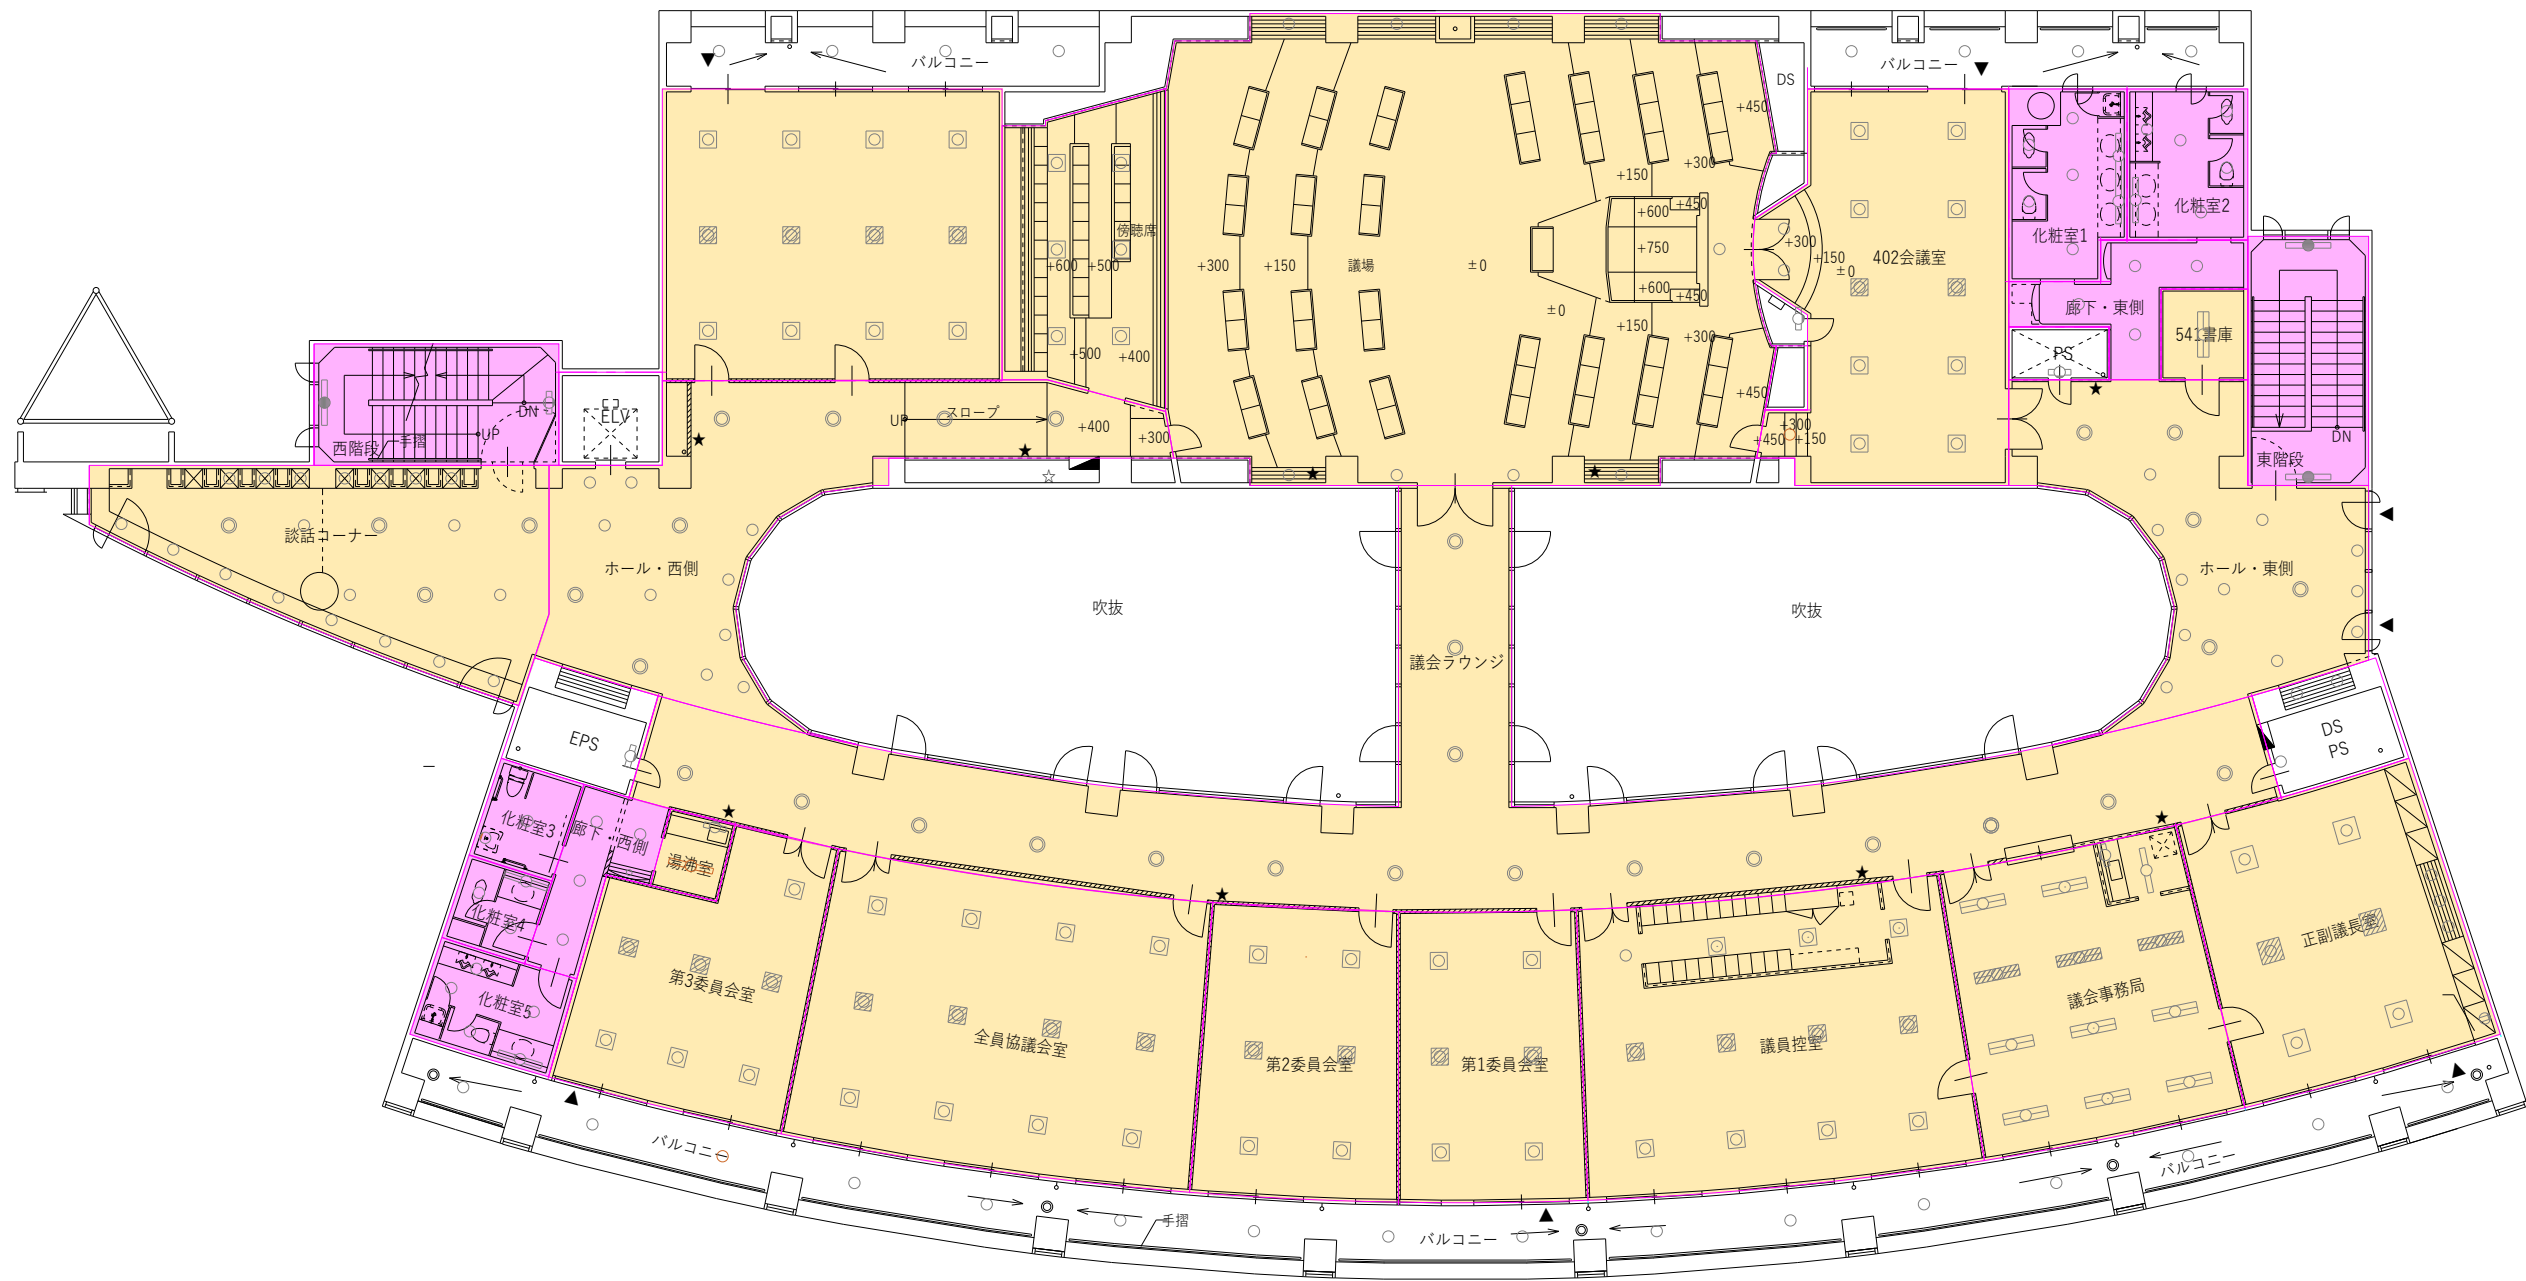 バルコニー
バルコニー
DS
+450
+300
+150
+450
+600
+750
+600
+450
+150
+300
+450
傍聴席
+600
+500
+500
+400
+300
+150
議場
±0
±0
+300
+150
±0
402会議室
化粧室1
化粧室2
廊下・東側
541書庫
PS
DN
東階段
西階段
手摺
DN
UP
ELV
UP
スロープ
+400
+300
+300
+450
+150
談話コーナー
ホール・西側
吹抜
議会ラウンジ
吹抜
ホール・東側
EPS
DS
PS
化粧室3
廊下・西側
湯沸室
化粧室4
化粧室5
第3委員会室
全員協議会室
第2委員会室
第1委員会室
議員控室
議会事務局
正副議長室
バルコニー
手摺
バルコニー
バルコニー